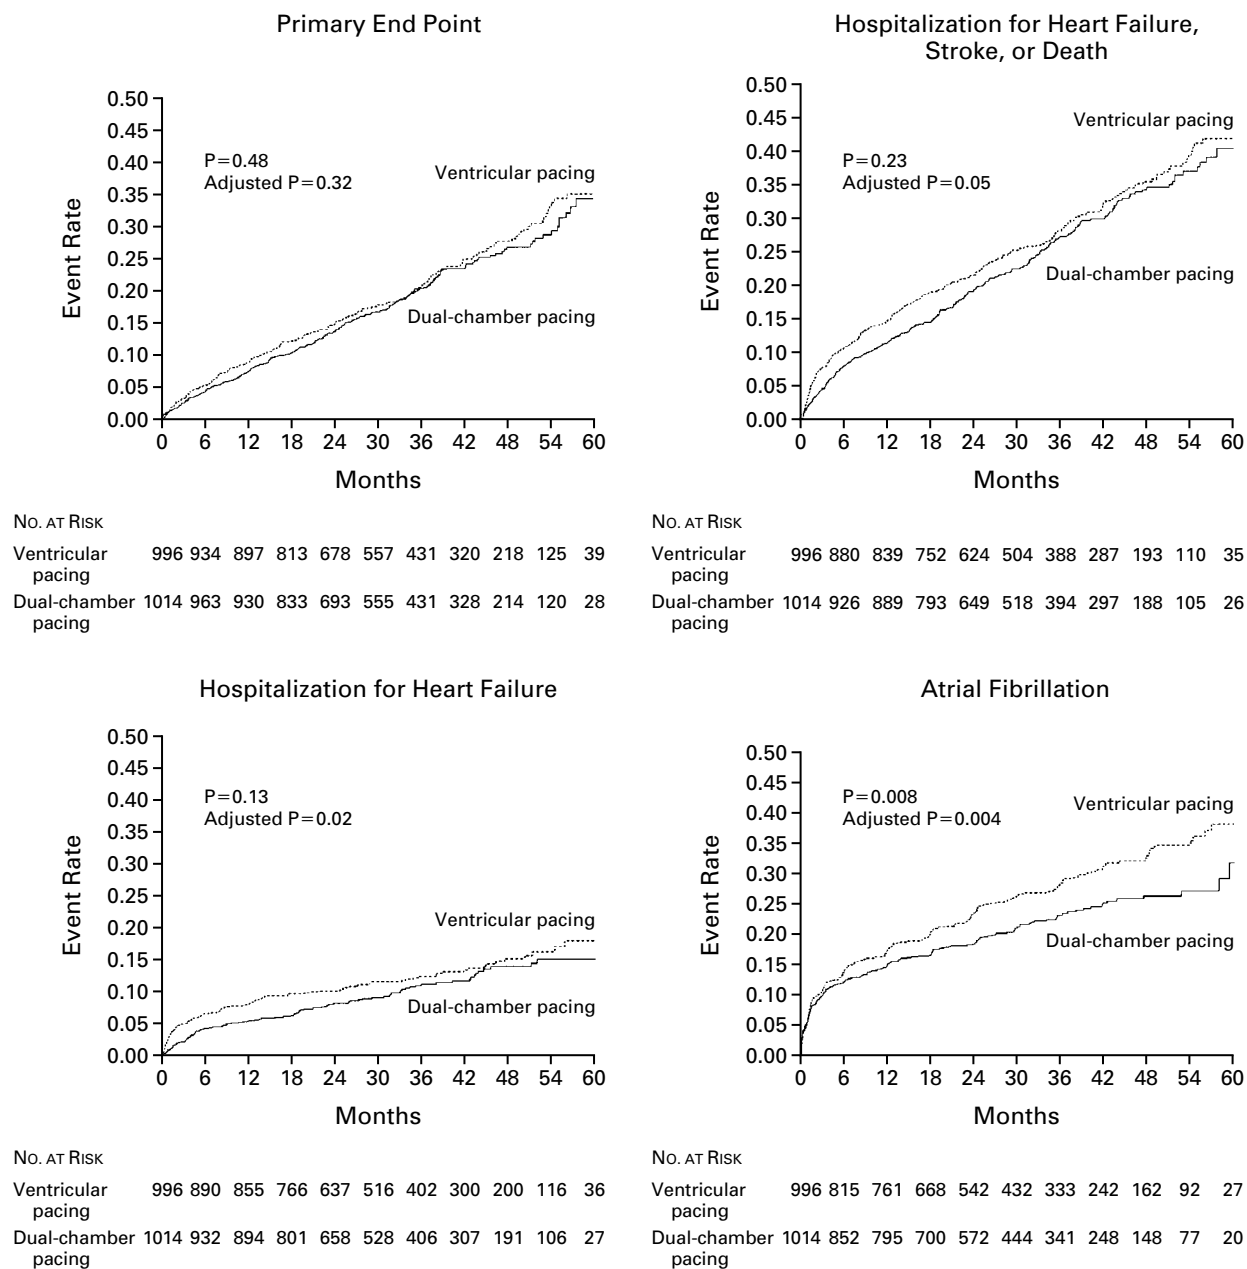 Primary End Point
0.50
0.45
0.40
0.35
0.30
0.25
0.20
0.15
0.10
0.05
0.00
Event Rate
P=0.48
Adjusted P=0.32
Ventricular pacing
Dual-chamber pacing
0 6 12 18 24 30 36 42 48 54 60
Months
NO. AT RISK
Ventricular 996 934 897 813 678 557 431 320 218 125 39
pacing
Dual-chamber 1014 963 930 833 693 555 431 328 214 120 28
pacing
Hospitalization for Heart Failure,
Stroke, or Death
0.50
0.45
0.40
0.35
0.30
0.25
0.20
0.15
0.10
0.05
0.00
Event Rate
P=0.23
Adjusted P=0.05
Ventricular pacing
Dual-chamber pacing
0 6 12 18 24 30 36 42 48 54 60
Months
NO. AT RISK
Ventricular 996 880 839 752 624 504 388 287 193 110 35
pacing
Dual-chamber 1014 926 889 793 649 518 394 297 188 105 26
pacing
Hospitalization for Heart Failure
0.50
0.45
0.40
0.35
0.30
0.25
0.20
0.15
0.10
0.05
0.00
Event Rate
P=0.13
Adjusted P=0.02
Ventricular pacing
Dual-chamber pacing
0 6 12 18 24 30 36 42 48 54 60
Months
NO. AT RISK
Ventricular 996 890 855 766 637 516 402 300 200 116 36
pacing
Dual-chamber 1014 932 894 801 658 528 406 307 191 106 27
pacing
Atrial Fibrillation
0.50
0.45
0.40
0.35
0.30
0.25
0.20
0.15
0.10
0.05
0.00
Event Rate
P=0.008
Adjusted P=0.004
Ventricular pacing
Dual-chamber pacing
0 6 12 18 24 30 36 42 48 54 60
Months
NO. AT RISK
Ventricular 996 815 761 668 542 432 333 242 162 92 27
pacing
Dual-chamber 1014 852 795 700 572 444 341 248 148 77 20
pacing